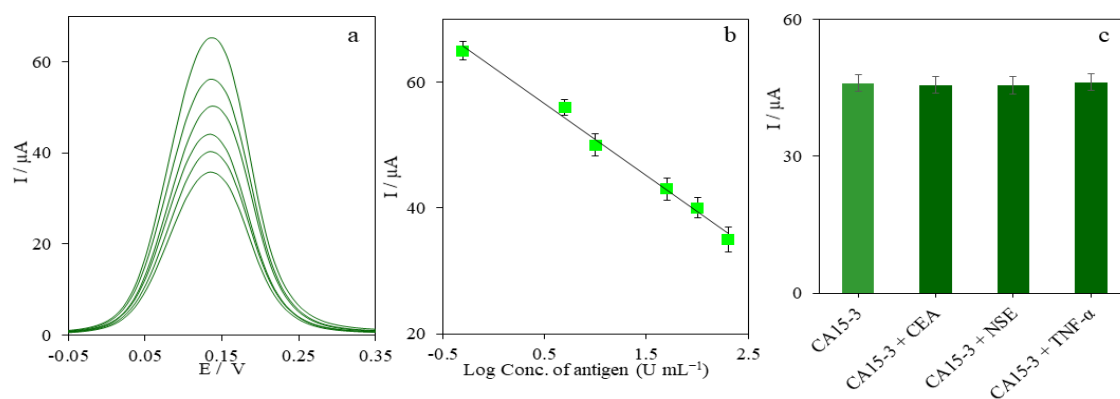 a
I / μA
60
40
20
0
-0.05
0.05
0.15
0.25
0.35
E / V
b
I / μA
60
40
20
-0.5
0.5
1.5
2.5
Log Conc. of antigen (U mL⁻¹)
c
I / μA
60
30
0
CA15-3
CA15-3 + CEA
CA15-3 + NSE
CA15-3 + TNF-α